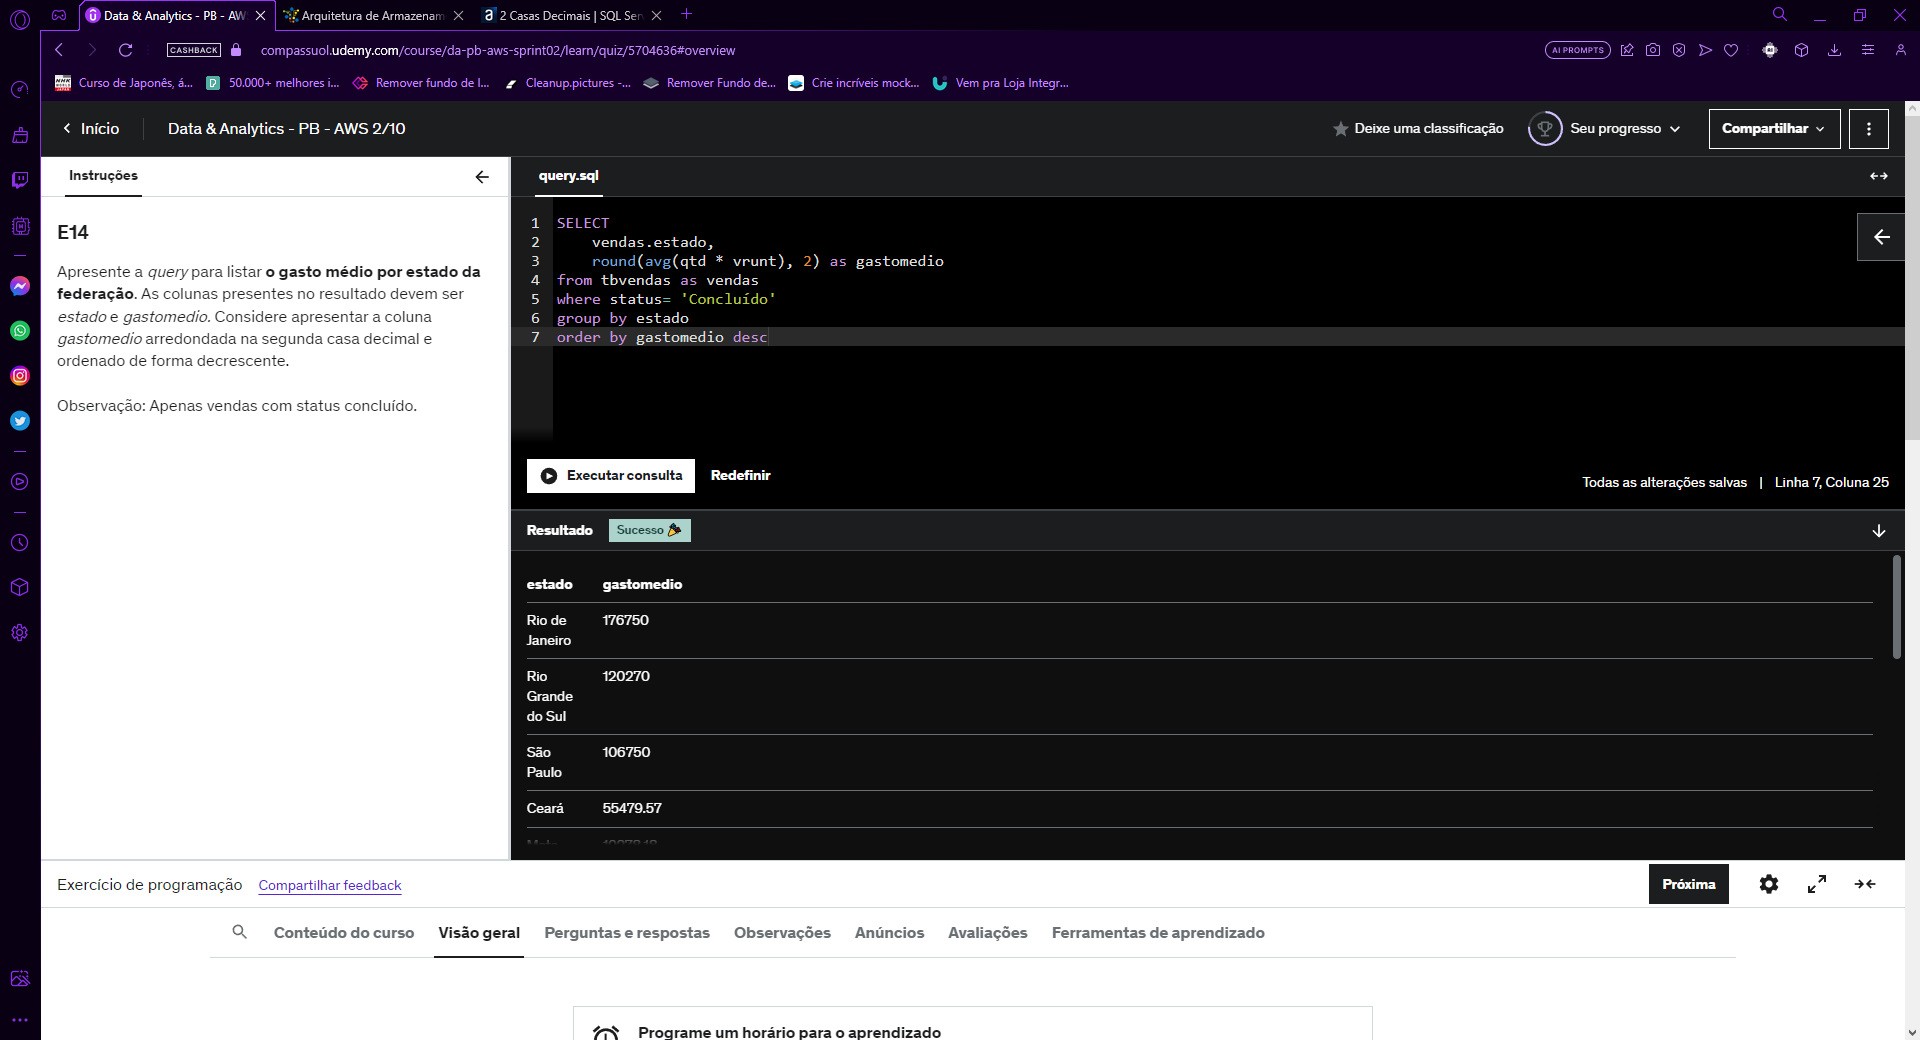 Data & Analytics - PB - AW
Arquitetura de Armazenam
2 Casas Decimais | SQL Ser
CASHBACK
compassuol.udemy.com/course/da-pb-aws-sprint02/learn/quiz/5704636#overview
AI PROMPTS
Curso de Japonês, á...
50.000+ melhores i...
Remover fundo de I...
Cleanup.pictures -...
Remover Fundo de...
Crie incríveis mock...
Vem pra Loja Integr...
Início
Data & Analytics - PB - AWS 2/10
Deixe uma classificação
Seu progresso
Compartilhar
Instruções
E14
Apresente a query para listar o gasto médio por estado da
federação. As colunas presentes no resultado devem ser
estado e gastomedio. Considere apresentar a coluna
gastomedio arredondada na segunda casa decimal e
ordenado de forma decrescente.
Observação: Apenas vendas com status concluído.
query.sql
1 SELECT
2 vendas.estado,
3 round(avg(qtd * vrunt), 2) as gastomedio
4 from tbvendas as vendas
5 where status= 'Concluído'
6 group by estado
7 order by gastomedio desc
Executar consulta
Redefinir
Todas as alterações salvas | Linha 7, Coluna 25
Resultado
Sucesso
estado gastomedio
Rio de
Janeiro
176750
Rio
Grande
do Sul
120270
São
Paulo
106750
Ceará 55479.57
Exercício de programação
Compartilhar feedback
Próxima
Conteúdo do curso
Visão geral
Perguntas e respostas
Observações
Anúncios
Avaliações
Ferramentas de aprendizado
Programe um horário para o aprendizado